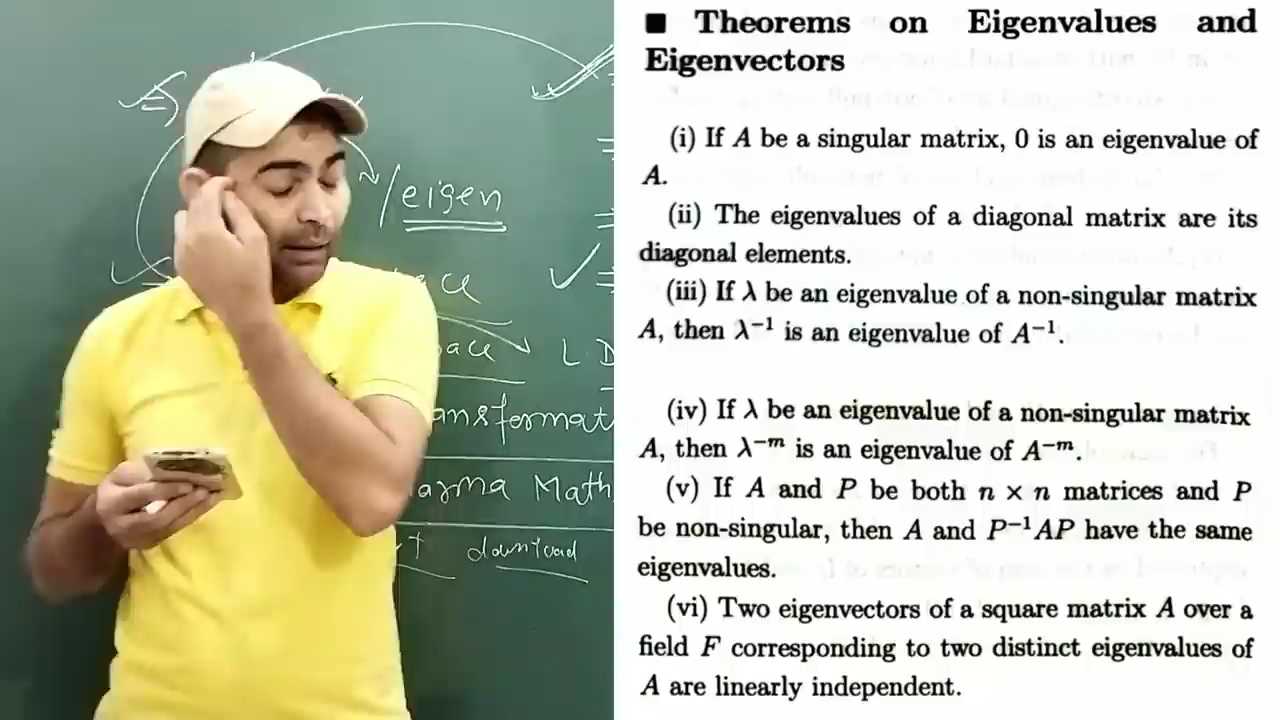 /eigen
ace
ace L.D
ansformat
arma Math
download
■ Theorems on Eigenvalues and
Eigenvectors
(i) If A be a singular matrix, 0 is an eigenvalue of
A.
(ii) The eigenvalues of a diagonal matrix are its
diagonal elements.
(iii) If λ be an eigenvalue of a non-singular matrix
A, then λ⁻¹ is an eigenvalue of A⁻¹.
(iv) If λ be an eigenvalue of a non-singular matrix
A, then λ⁻ᵐ is an eigenvalue of A⁻ᵐ.
(v) If A and P be both n × n matrices and P
be non-singular, then A and P⁻¹AP have the same
eigenvalues.
(vi) Two eigenvectors of a square matrix A over a
field F corresponding to two distinct eigenvalues of
A are linearly independent.